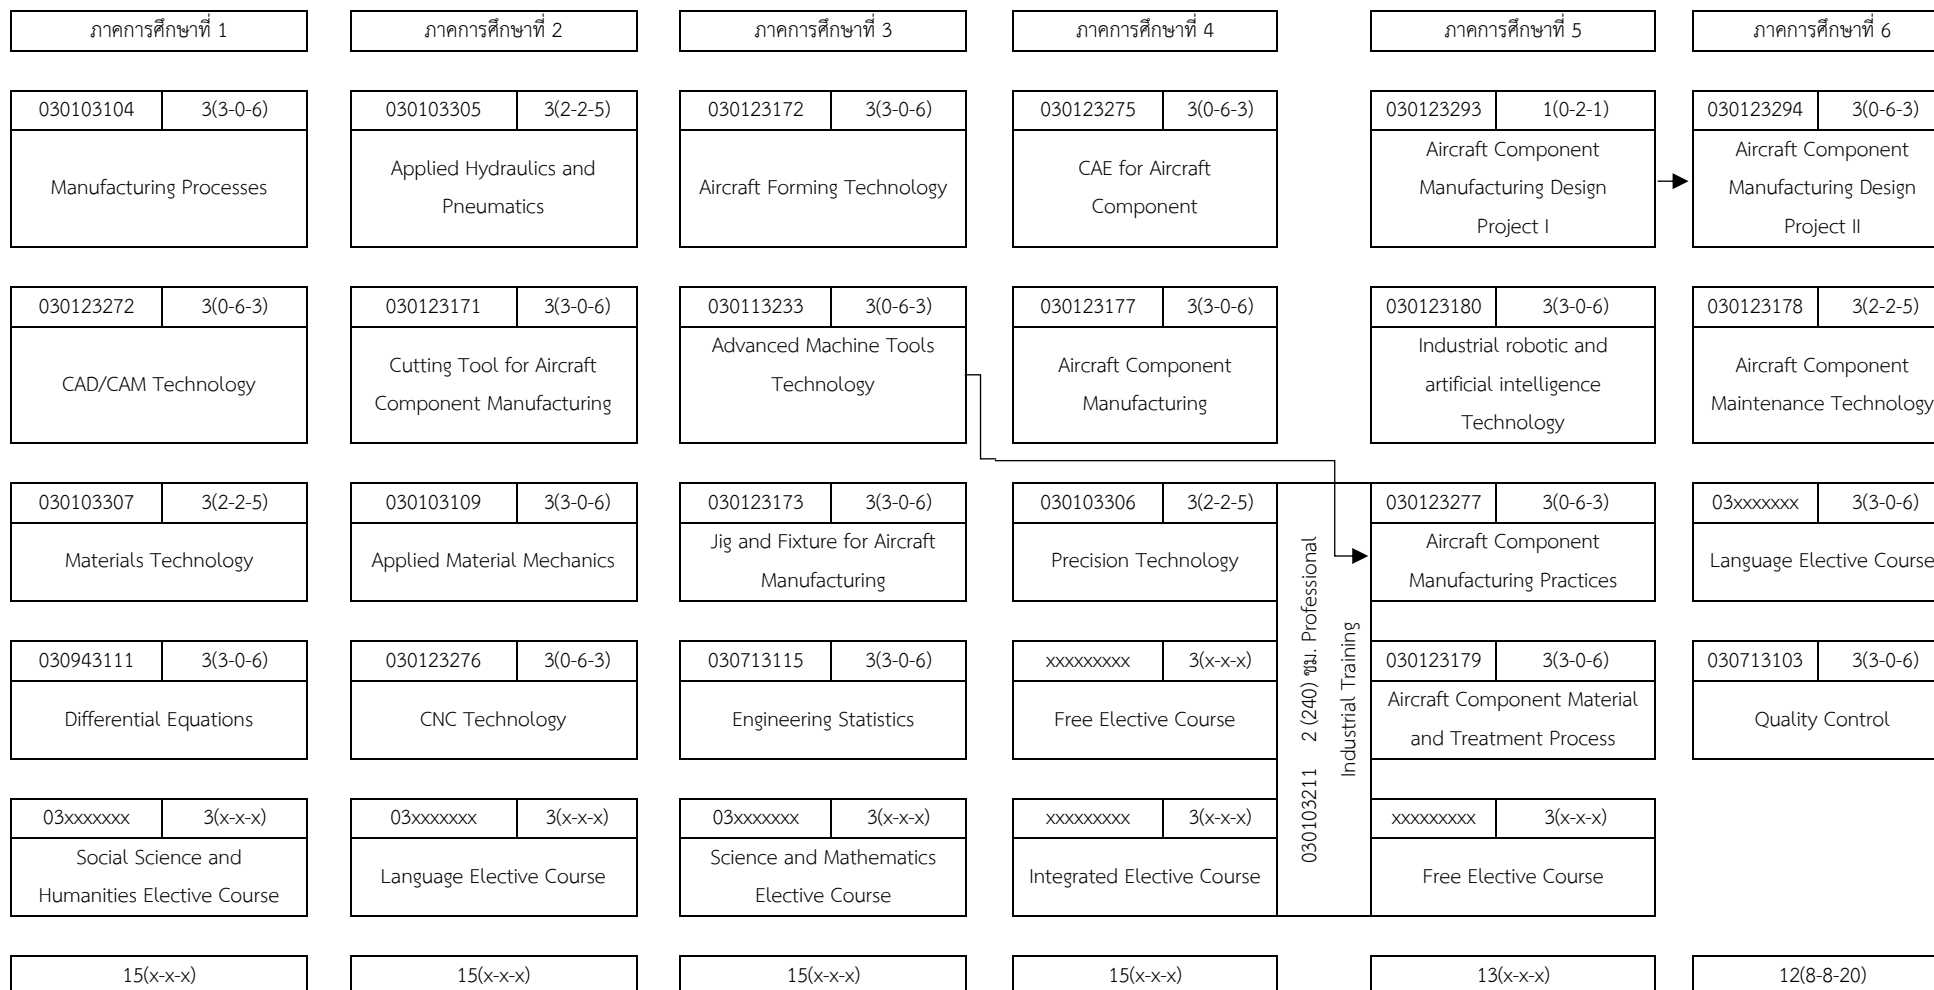 ภาคการศึกษาที่ 1
ภาคการศึกษาที่ 2
ภาคการศึกษาที่ 3
ภาคการศึกษาที่ 4
ภาคการศึกษาที่ 5
ภาคการศึกษาที่ 6
030103104 3(3-0-6)
Manufacturing Processes
030103305 3(2-2-5)
Applied Hydraulics and
Pneumatics
030123172 3(3-0-6)
Aircraft Forming Technology
030123275 3(0-6-3)
CAE for Aircraft
Component
030123293 1(0-2-1)
Aircraft Component
Manufacturing Design
Project I
030123294 3(0-6-3)
Aircraft Component
Manufacturing Design
Project II
030123272 3(0-6-3)
CAD/CAM Technology
030123171 3(3-0-6)
Cutting Tool for Aircraft
Component Manufacturing
030113233 3(0-6-3)
Advanced Machine Tools
Technology
030123177 3(3-0-6)
Aircraft Component
Manufacturing
030123180 3(3-0-6)
Industrial robotic and
artificial intelligence
Technology
030123178 3(2-2-5)
Aircraft Component
Maintenance Technology
030103307 3(2-2-5)
Materials Technology
030103109 3(3-0-6)
Applied Material Mechanics
030123173 3(3-0-6)
Jig and Fixture for Aircraft
Manufacturing
030103306 3(2-2-5)
Precision Technology
030103211 2 (240) ชม. Professional
Industrial Training
030123277 3(0-6-3)
Aircraft Component
Manufacturing Practices
03xxxxxxx 3(3-0-6)
Language Elective Course
030943111 3(3-0-6)
Differential Equations
030123276 3(0-6-3)
CNC Technology
030713115 3(3-0-6)
Engineering Statistics
xxxxxxxxx 3(x-x-x)
Free Elective Course
030123179 3(3-0-6)
Aircraft Component Material
and Treatment Process
030713103 3(3-0-6)
Quality Control
03xxxxxxx 3(x-x-x)
Social Science and
Humanities Elective Course
03xxxxxxx 3(x-x-x)
Language Elective Course
03xxxxxxx 3(x-x-x)
Science and Mathematics
Elective Course
xxxxxxxxx 3(x-x-x)
Integrated Elective Course
xxxxxxxxx 3(x-x-x)
Free Elective Course
15(x-x-x)
15(x-x-x)
15(x-x-x)
15(x-x-x)
13(x-x-x)
12(8-8-20)